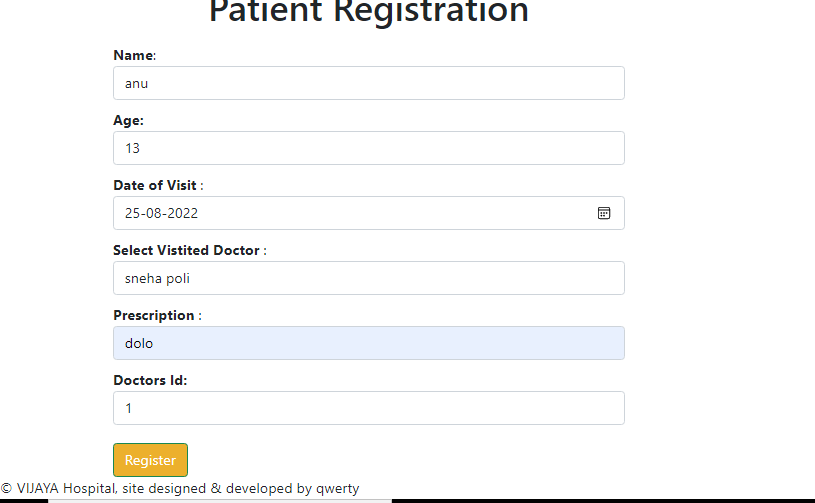 Patient Registration
Name:
anu
Age:
13
Date of Visit :
25-08-2022
Select Vistited Doctor :
sneha poli
Prescription :
dolo
Doctors Id:
1
Register
© VIJAYA Hospital, site designed & developed by qwerty